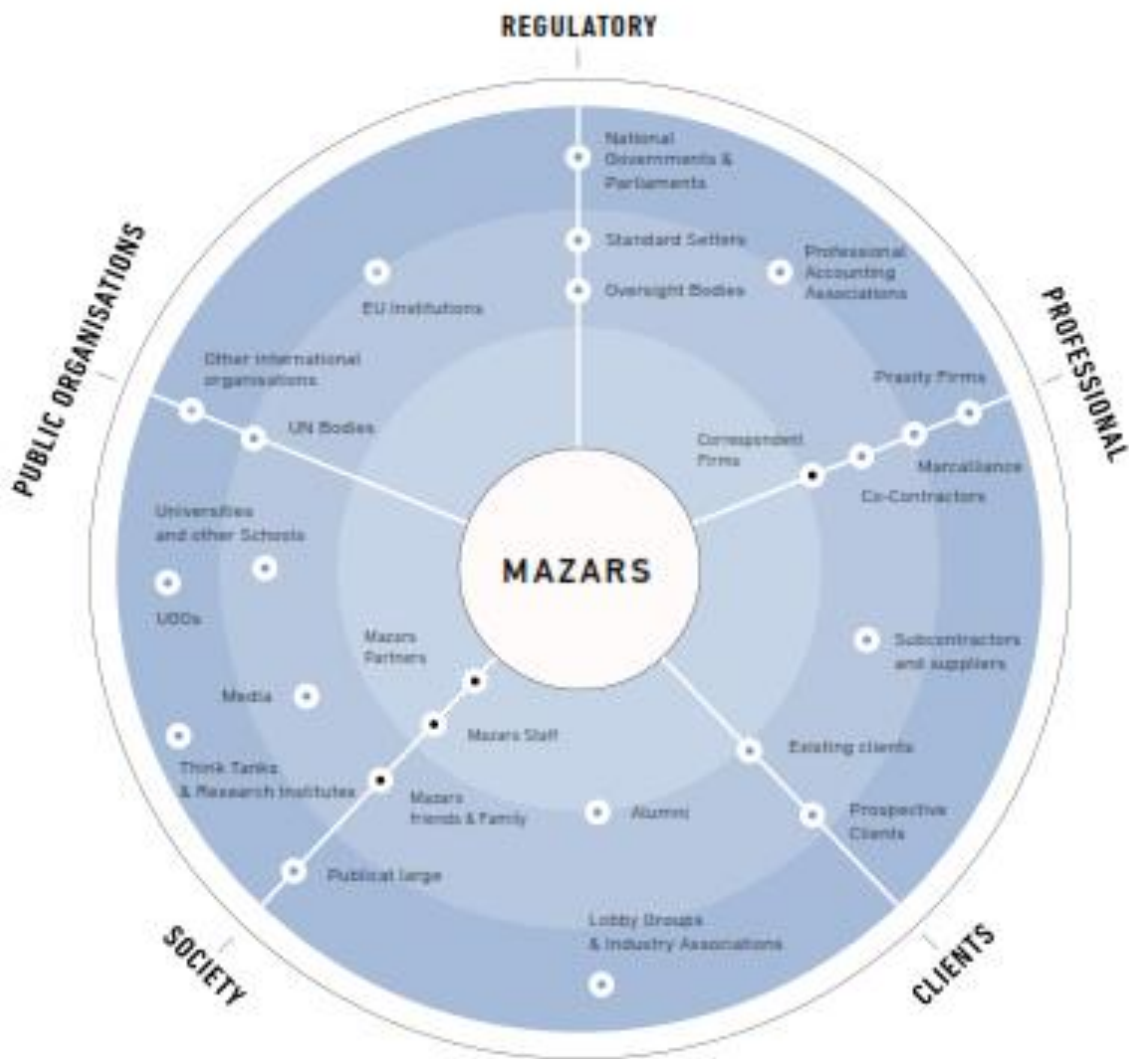 REGULATORY
National
Governments &
Parliaments
Standard Setters
Professional
Accounting
Associations
Oversight Bodies
EU Institutions
PUBLIC ORGANISATIONS
PROFESSIONAL
Other international
organisations
Praxity Firms
UN Bodies
Correspondent
Firms
Marcalliance
Co-Contractors
Universities
and other Schools
MAZARS
Mazars
Partners
Subcontractors
and suppliers
Media
Mazars Staff
Existing clients
Think Tanks
& Research Institutes
Mazars
friends & Family
Alumni
Prospective
Clients
Publicat large
Lobby Groups
& Industry Associations
SOCIETY
CLIENTS